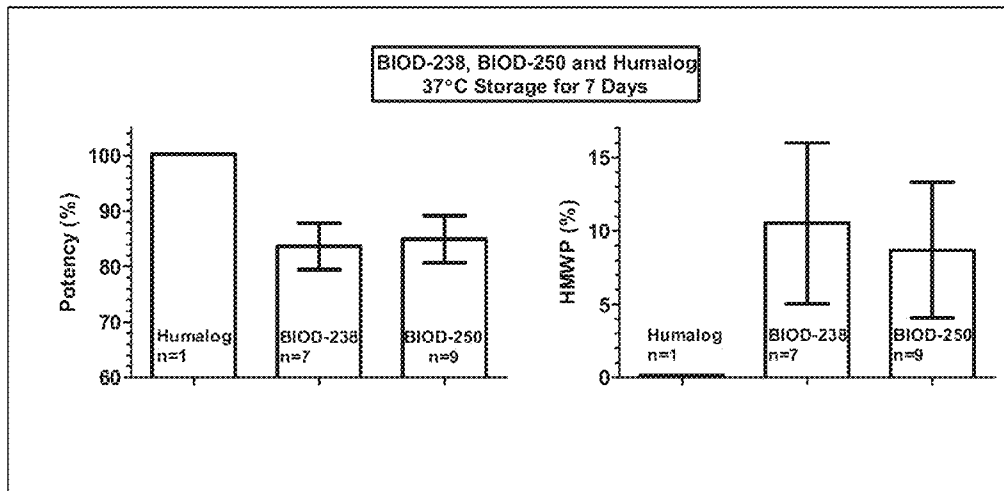 BIOD-238, BIOD-250 and Humalog
37°C Storage for 7 Days
Potency (%)
100
90
80
70
60
Humalog
n=1
BIOD-238
n=7
BIOD-250
n=9
HMWP (%)
15
10
5
0
Humalog
n=1
BIOD-238
n=7
BIOD-250
n=9